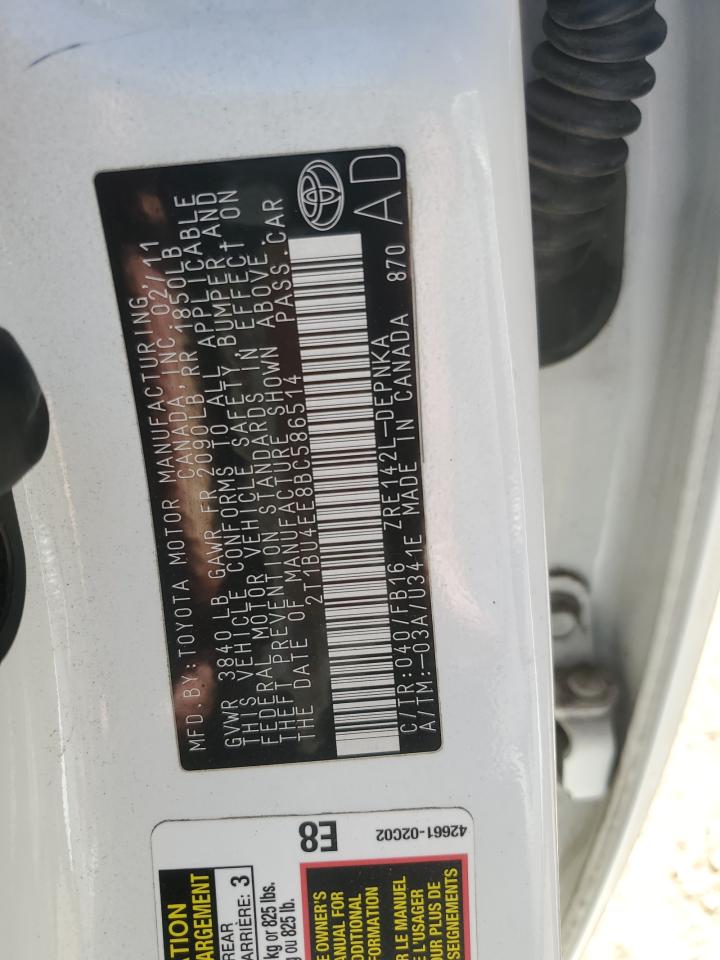 MFD. BY: TOYOTA MOTOR MANUFACTURING,
CANADA, INC. 02/11
GVWR 3840 LB GAWR FR 2090LB RR 1850LB
THIS VEHICLE CONFORMS TO ALL APPLICABLE
FEDERAL MOTOR VEHICLE SAFETY, BUMPER, AND
THEFT PREVENTION STANDARDS IN EFFECT ON
THE DATE OF MANUFACTURE SHOWN ABOVE.
2T1BU4EE8BC586514 PASS.CAR
C/TR:040/FB16 ZRE142L-DEPNKA
A/TM:-03A/U341E MADE IN CANADA 870
AD
E8
42661-02C02
ARGEMENT
REAR
ARRIÈRE: 3
kg or 825 lbs.
ou 825 lb.
OWNER'S
MANUAL FOR
LE MANUEL
L'USAGER
PLUS DE